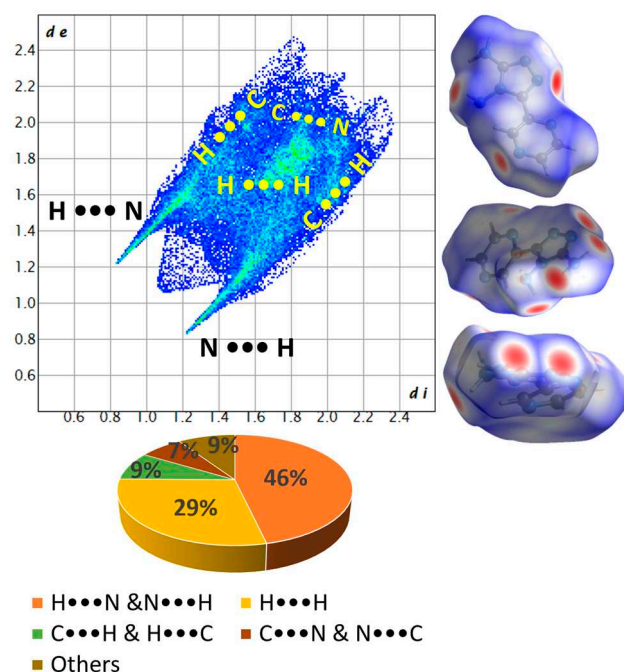 d e
2.4
2.2
2.0
1.8
1.6
1.4
1.2
1.0
0.8
0.6
H●●●C
C●●●N
H●●●H
C●●●H
H●●●N
N●●●H
d i
0.6 0.8 1.0 1.2 1.4 1.6 1.8 2.0 2.2 2.4
7% 9%
9% 46%
29%
H●●●N &N●●●H H●●●H
C●●●H & H●●●C C●●●N & N●●●C
Others